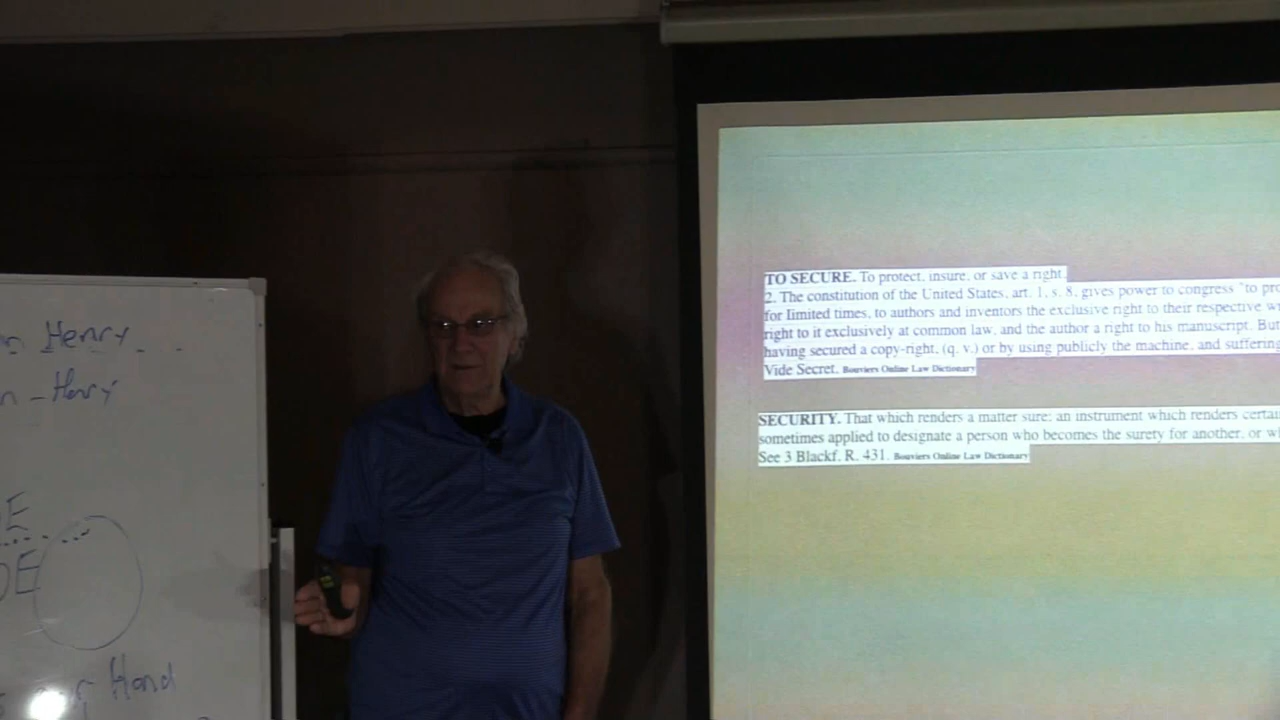 Henry
Henry
E
DE
Hand
TO SECURE. To protect, insure, or save a right.
2. The constitution of the United States, art. 1, s. 8, gives power to congress "to pro
for limited times, to authors and inventors the exclusive right to their respective w
right to it exclusively at common law, and the author a right to his manuscript. But
having secured a copy-right, (q. v.) or by using publicly the machine, and suffering
Vide Secret. Bouviers Online Law Dictionary
SECURITY. That which renders a matter sure; an instrument which renders certai
sometimes applied to designate a person who becomes the surety for another, or wh
See 3 Blackf. R. 431. Bouviers Online Law Dictionary